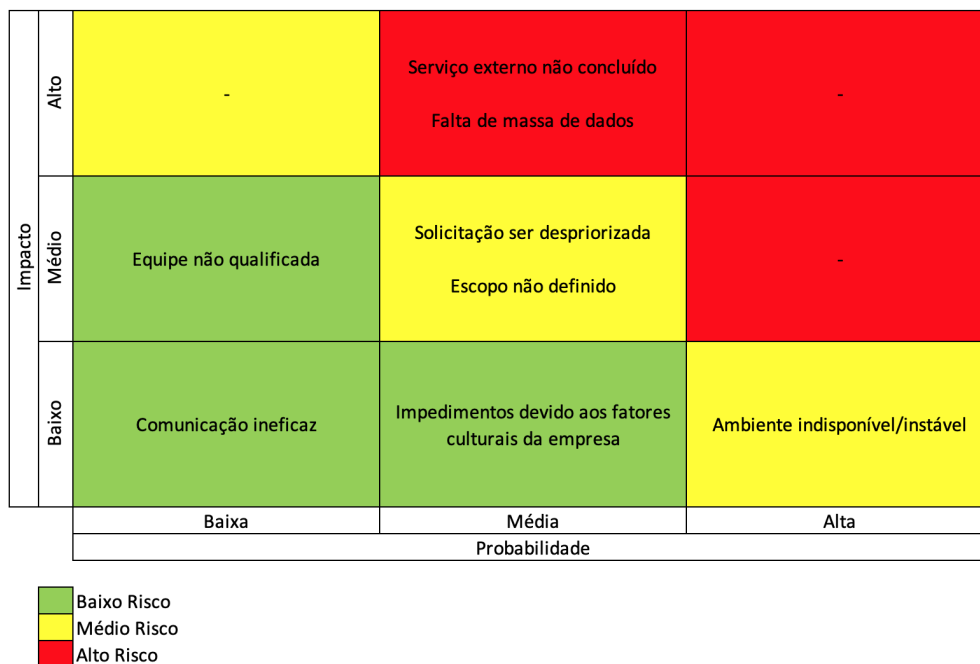 Impacto
Alto
-
Serviço externo não concluído
Falta de massa de dados
-
Médio
Equipe não qualificada
Solicitação ser despriorizada
Escopo não definido
-
Baixo
Comunicação ineficaz
Impedimentos devido aos fatores
culturais da empresa
Ambiente indisponível/instável
Baixa
Média
Alta
Probabilidade
Baixo Risco
Médio Risco
Alto Risco